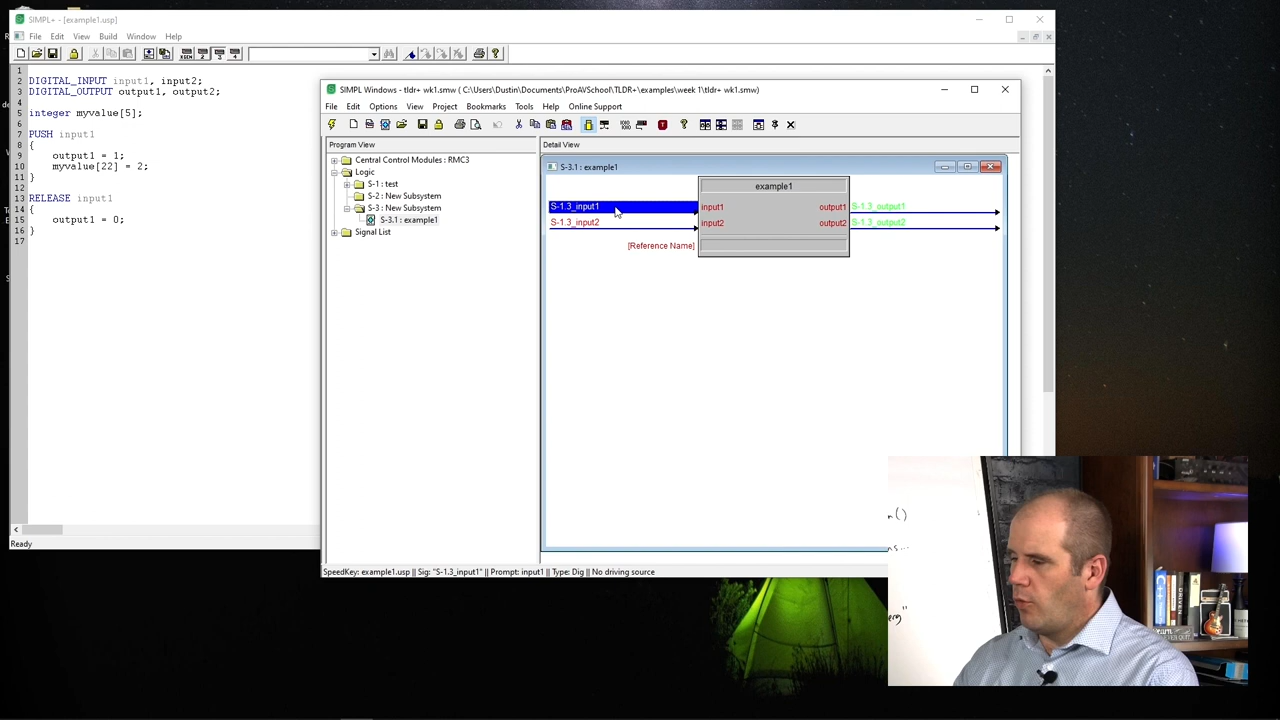 SIMPL+ - [example1.usp]
File Edit View Build Window Help
1
2 DIGITAL_INPUT input1, input2;
3 DIGITAL_OUTPUT output1, output2;
4
5 integer myvalue[5];
6
7 PUSH input1
8 {
9 output1 = 1;
10 myvalue[22] = 2;
11 }
12
13 RELEASE input1
14 {
15 output1 = 0;
16 }
17
Ready
SIMPL Windows - tldr+ wk1.smw ( C:\Users\Dustin\Documents\ProAVSchool\TLDR+\examples\week 1\tldr+ wk1.smw)
File Edit Options View Project Bookmarks Tools Help Online Support
Program View
Central Control Modules : RMC3
Logic
S-1 : test
S-2 : New Subsystem
S-3 : New Subsystem
S-3.1 : example1
Signal List
Detail View
S-3.1 : example1
example1
S-1.3_input1 input1 output1 S-1.3_output1
S-1.3_input2 input2 output2 S-1.3_output2
[Reference Name]
SpeedKey: example1.usp || Sig: "S-1.3_input1" || Prompt: input1 || Type: Dig || No driving source
DRIVEN